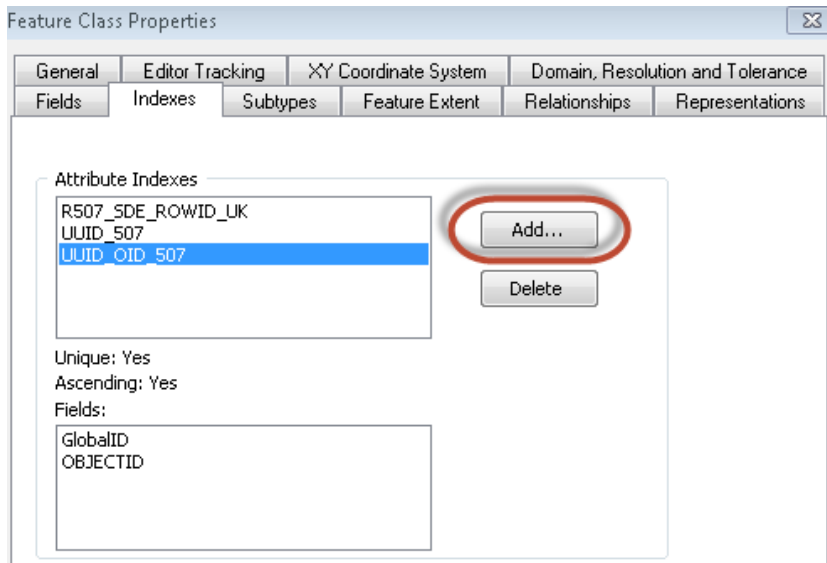 Feature Class Properties
General Editor Tracking XY Coordinate System Domain, Resolution and Tolerance
Fields Indexes Subtypes Feature Extent Relationships Representations
Attribute Indexes
R507_SDE_ROWID_UK
UUID_507
UUID_OID_507
Add...
Delete
Unique: Yes
Ascending: Yes
Fields:
GlobalID
OBJECTID